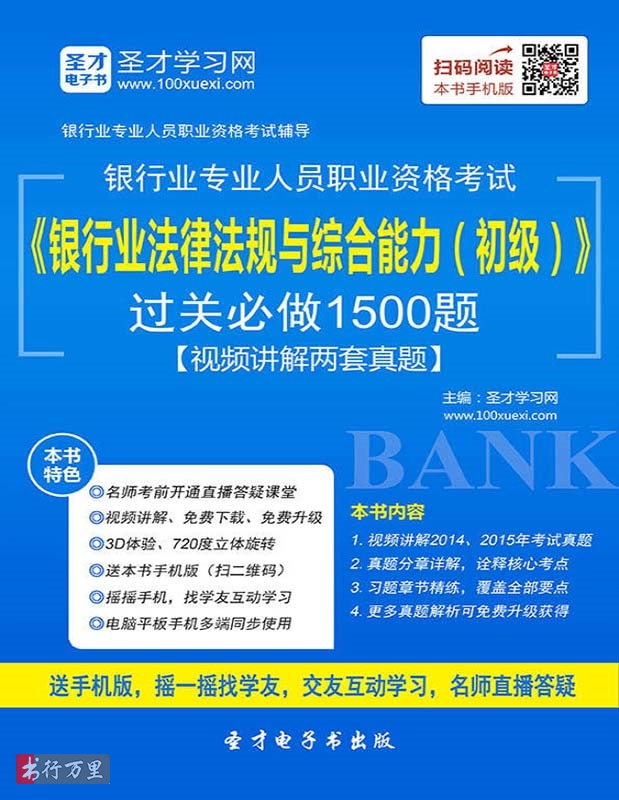 圣才电子书
圣才学习网
www.100xuexi.com
扫码阅读
本书手机版
圣才
银行业专业人员职业资格考试辅导
银行业专业人员职业资格考试
《银行业法律法规与综合能力（初级）》
过关必做1500题
【视频讲解两套真题】
主编：圣才学习网
www.100xuexi.com
BANK
本书特色
◎名师考前开通直播答疑课堂
◎视频讲解、免费下载、免费升级
◎3D体验、720度立体旋转
◎送本书手机版（扫二维码）
◎摇摇手机，找学友互动学习
◎电脑平板手机多端同步使用
本书内容
1. 视频讲解2014、2015年考试真题
2. 真题分章详解，诠释核心考点
3. 习题章节精练，覆盖全部要点
4. 更多真题解析可免费升级获得
送手机版，摇一摇找学友，交友互动学习，名师直播答疑
圣才电子书出版
书行万里